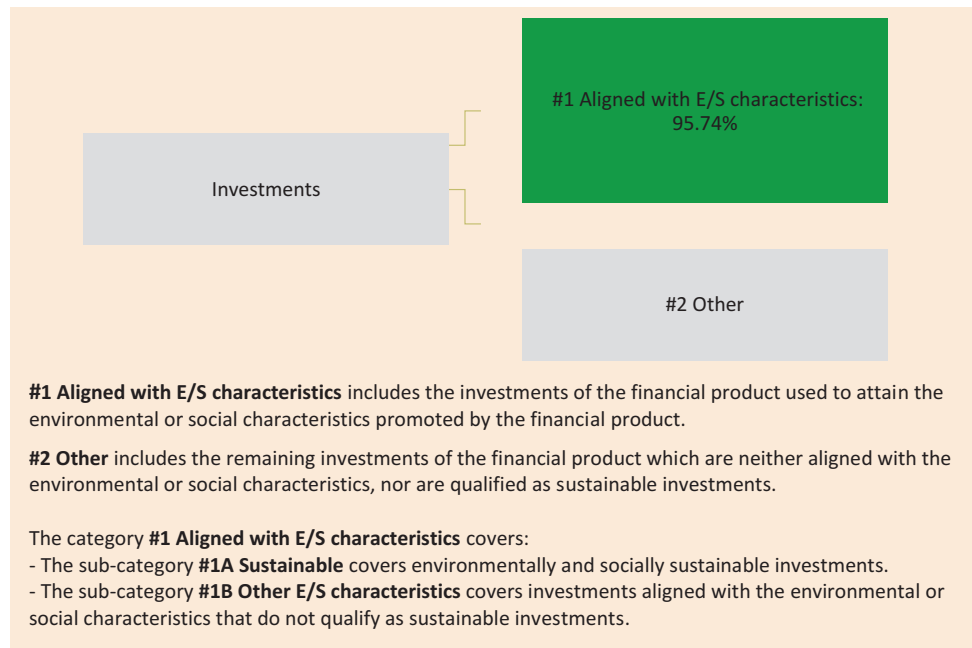 #1 Aligned with E/S characteristics:
95.74%
Investments
#2 Other
#1 Aligned with E/S characteristics includes the investments of the financial product used to attain the
environmental or social characteristics promoted by the financial product.
#2 Other includes the remaining investments of the financial product which are neither aligned with the
environmental or social characteristics, nor are qualified as sustainable investments.
The category #1 Aligned with E/S characteristics covers:
- The sub-category #1A Sustainable covers environmentally and socially sustainable investments.
- The sub-category #1B Other E/S characteristics covers investments aligned with the environmental or
social characteristics that do not qualify as sustainable investments.